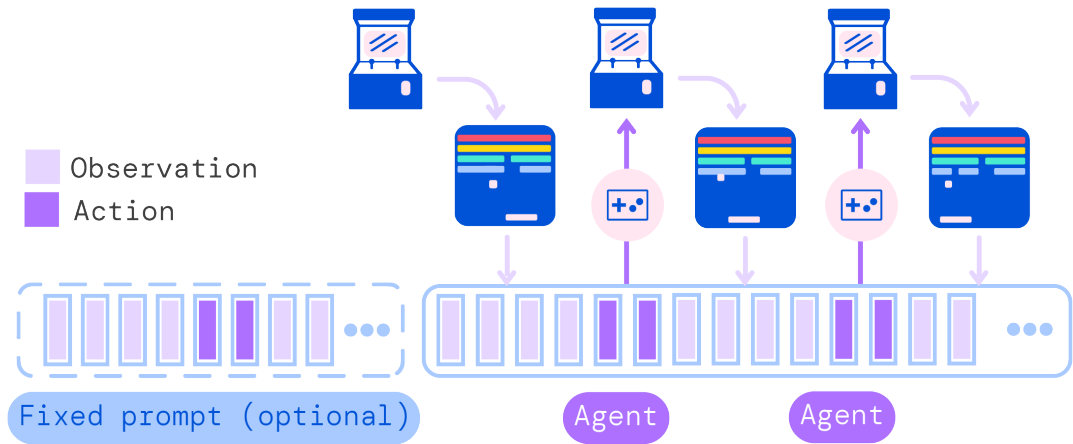 Observation
Action
Fixed prompt (optional)
Agent
Agent